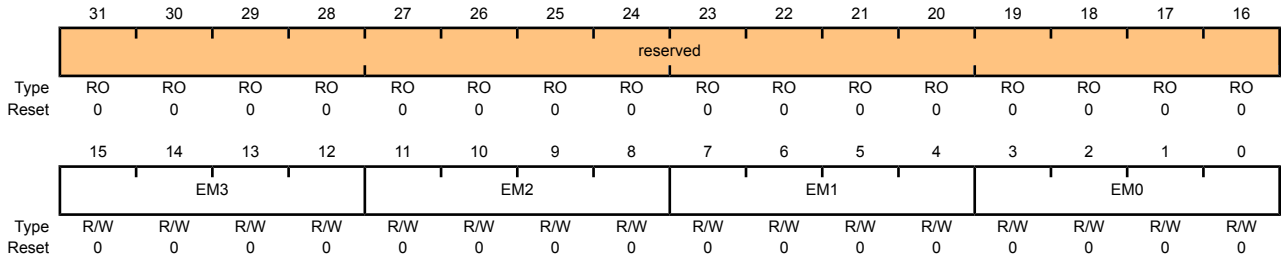 31 30 29 28 27 26 25 24 23 22 21 20 19 18 17 16
reserved
Type RO RO RO RO RO RO RO RO RO RO RO RO RO RO RO RO
Reset 0 0 0 0 0 0 0 0 0 0 0 0 0 0 0 0
15 14 13 12 11 10 9 8 7 6 5 4 3 2 1 0
EM3 EM2 EM1 EM0
Type R/W R/W R/W R/W R/W R/W R/W R/W R/W R/W R/W R/W R/W R/W R/W R/W
Reset 0 0 0 0 0 0 0 0 0 0 0 0 0 0 0 0